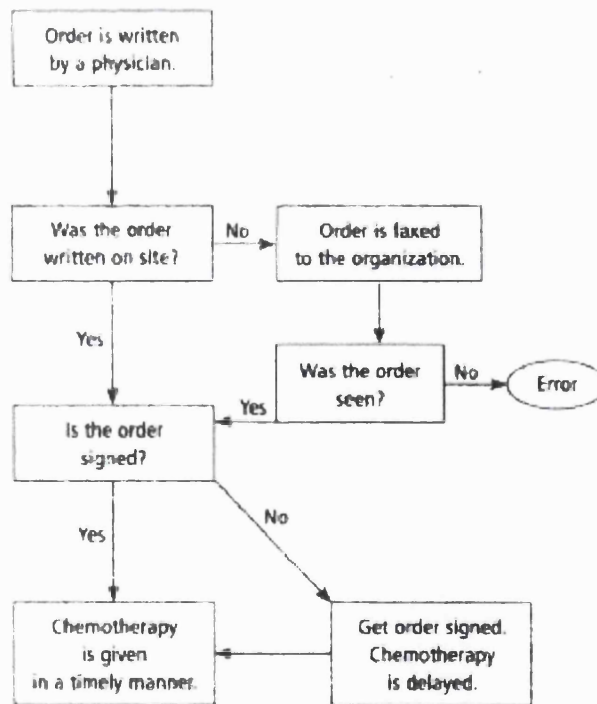 Order is written
by a physician.
Was the order
written on site?
No
Order is faxed
to the organization.
Yes
Was the order
seen?
No
Error
Yes
Is the order
signed?
No
Yes
Chemotherapy
is given
in a timely manner.
Get order signed.
Chemotherapy
is delayed.